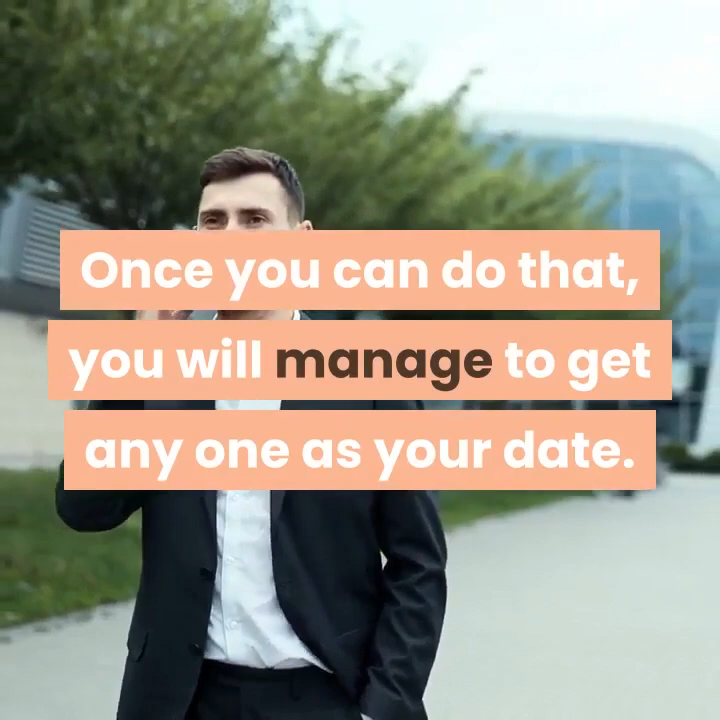 Once you can do that,
you will manage to get
any one as your date.